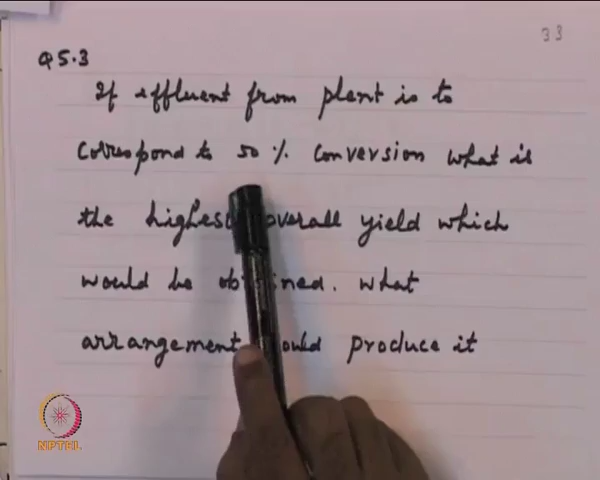 33
Q 5.3
If effluent from plant is to
correspond to 50 % conversion what is
the highest overall yield which
would be obtained. What
arrangement would produce it
NPTEL